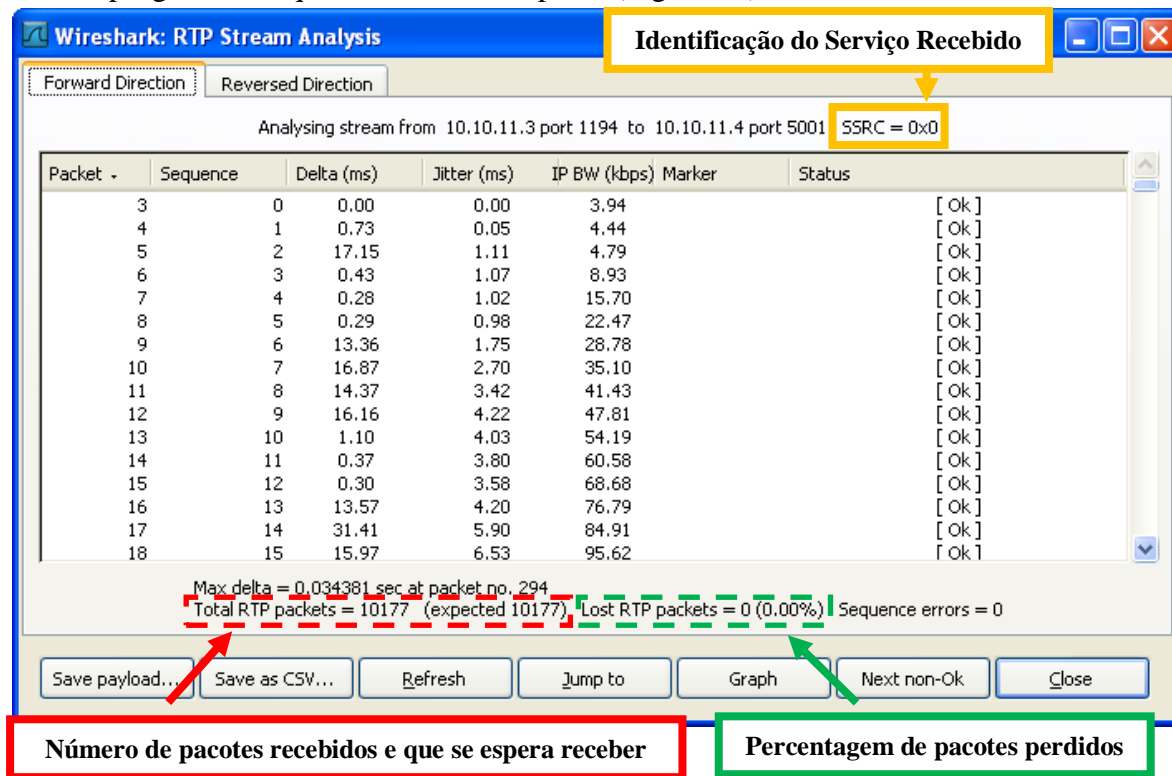 Wireshark: RTP Stream Analysis
Identificação do Serviço Recebido
Forward Direction Reversed Direction
Analysing stream from 10.10.11.3 port 1194 to 10.10.11.4 port 5001 SSRC = 0x0
Packet Sequence Delta (ms) Jitter (ms) IP BW (kbps) Marker Status
3 0 0.00 0.00 3.94 [ Ok ]
4 1 0.73 0.05 4.44 [ Ok ]
5 2 17.15 1.11 4.79 [ Ok ]
6 3 0.43 1.07 8.93 [ Ok ]
7 4 0.28 1.02 15.70 [ Ok ]
8 5 0.29 0.98 22.47 [ Ok ]
9 6 13.36 1.75 28.78 [ Ok ]
10 7 16.87 2.70 35.10 [ Ok ]
11 8 14.37 3.42 41.43 [ Ok ]
12 9 16.16 4.22 47.81 [ Ok ]
13 10 1.10 4.03 54.19 [ Ok ]
14 11 0.37 3.80 60.58 [ Ok ]
15 12 0.30 3.58 68.68 [ Ok ]
16 13 13.57 4.20 76.79 [ Ok ]
17 14 31.41 5.90 84.91 [ Ok ]
18 15 15.97 6.53 95.62 [ Ok ]
Max delta = 0.034381 sec at packet no. 294
Total RTP packets = 10177 (expected 10177) Lost RTP packets = 0 (0.00%) Sequence errors = 0
Save payload... Save as CSV... Refresh Jump to Graph Next non-Ok Close
Número de pacotes recebidos e que se espera receber
Percentagem de pacotes perdidos